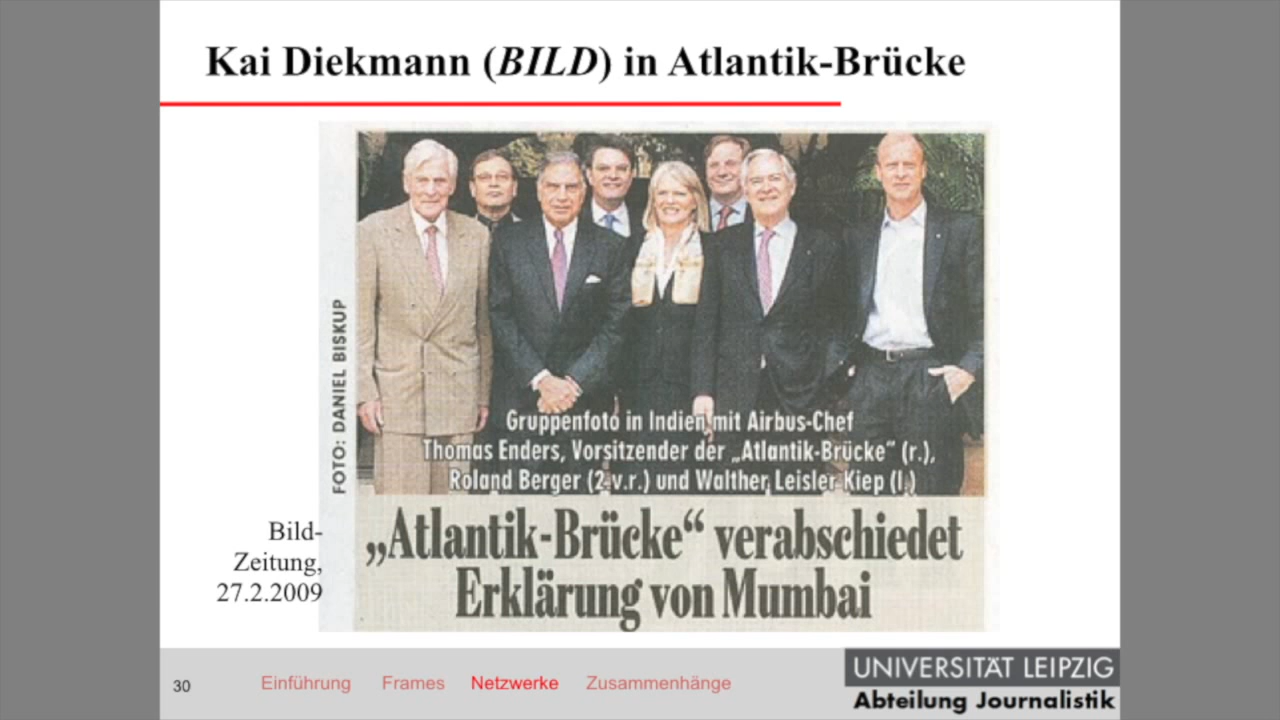 Kai Diekmann (BILD) in Atlantik-Brücke
FOTO: DANIEL BISKUP
Gruppenfoto in Indien mit Airbus-Chef
Thomas Enders, Vorsitzender der „Atlantik-Brücke“ (r.),
Roland Berger (2.v.r.) und Walther Leisler-Kiep (l.)
Bild-
Zeitung,
27.2.2009
„Atlantik-Brücke“ verabschiedet
Erklärung von Mumbai
30 Einführung Frames Netzwerke Zusammenhänge
UNIVERSITÄT LEIPZIG
Abteilung Journalistik